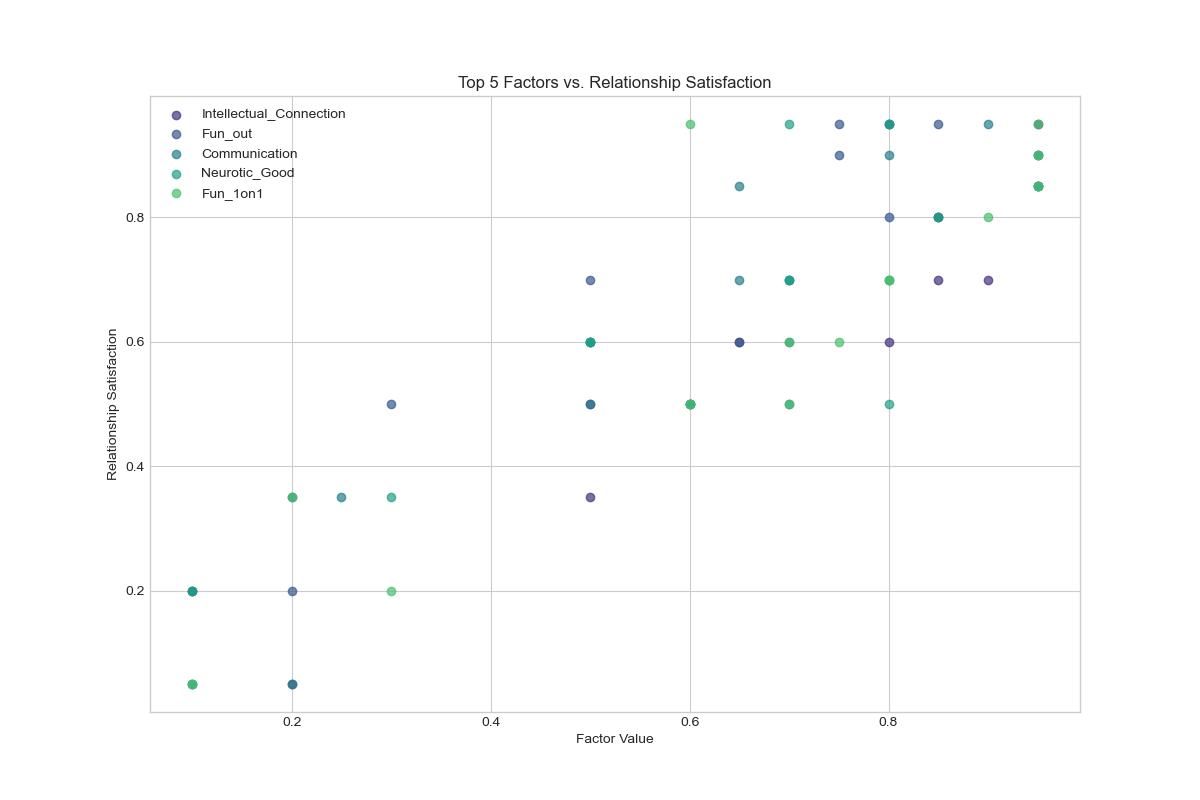 Top 5 Factors vs. Relationship Satisfaction
Intellectual_Connection
Fun_out
Communication
Neurotic_Good
Fun_1on1
0.8
0.6
0.4
0.2
Relationship Satisfaction
0.2 0.4 0.6 0.8
Factor Value